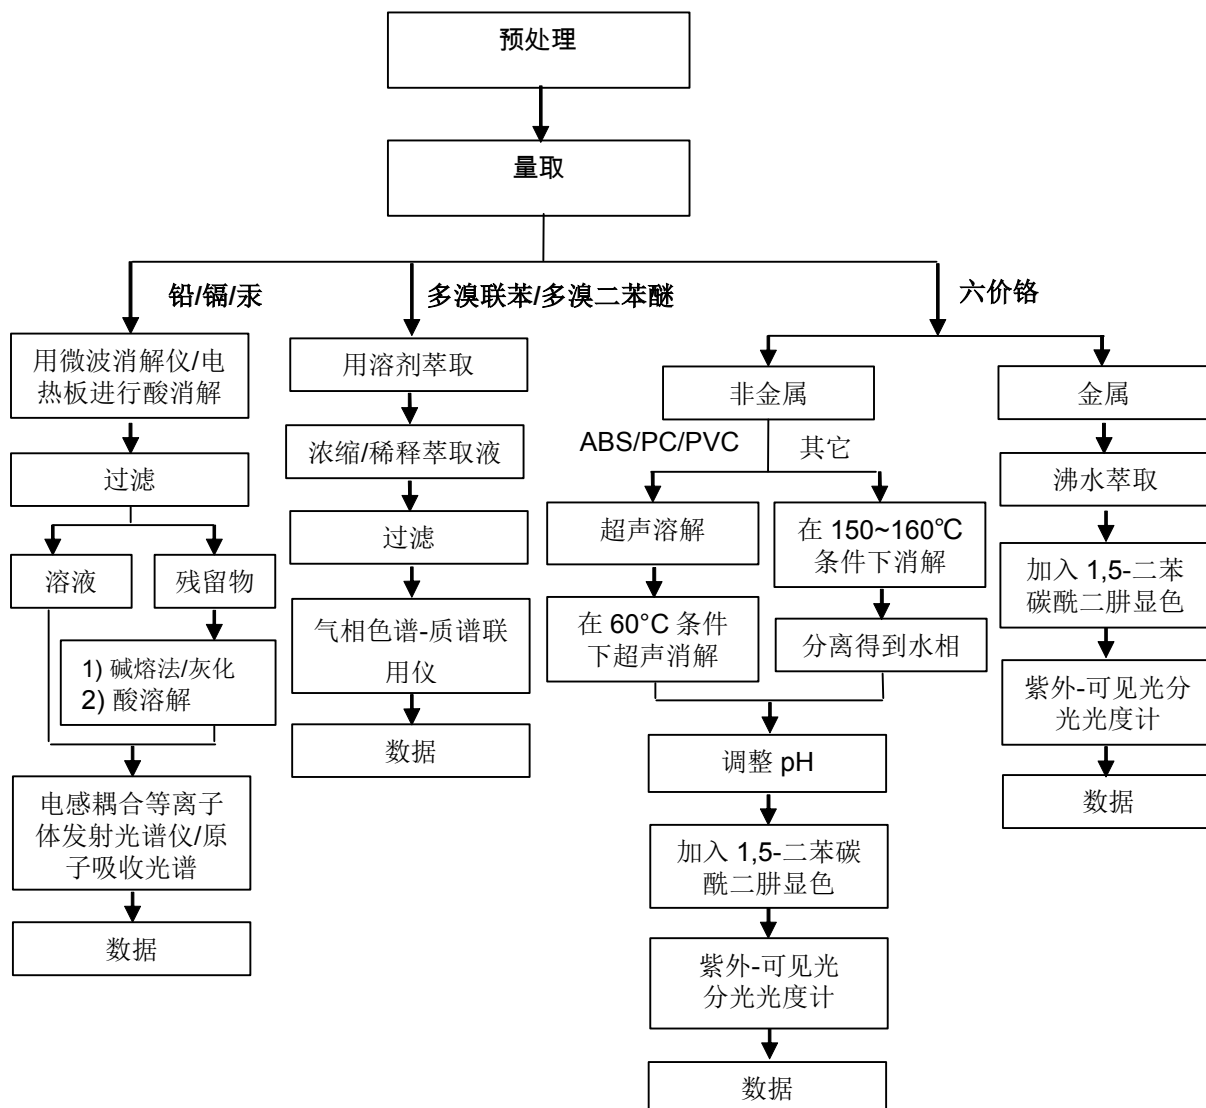 预处理
量取
铅/镉/汞
多溴联苯/多溴二苯醚
六价铬
用微波消解仪/电
热板进行酸消解
过滤
溶液
残留物
1) 碱熔法/灰化
2) 酸溶解
电感耦合等离子
体发射光谱仪/原
子吸收光谱
数据
用溶剂萃取
浓缩/稀释萃取液
过滤
气相色谱-质谱联
用仪
数据
非金属
ABS/PC/PVC
其它
超声溶解
在 60°C 条件
下超声消解
在 150~160℃
条件下消解
分离得到水相
调整 pH
加入 1,5-二苯碳
酰二肼显色
紫外-可见光
分光光度计
数据
金属
沸水萃取
加入 1,5-二苯
碳酰二肼显色
紫外-可见光分
光光度计
数据